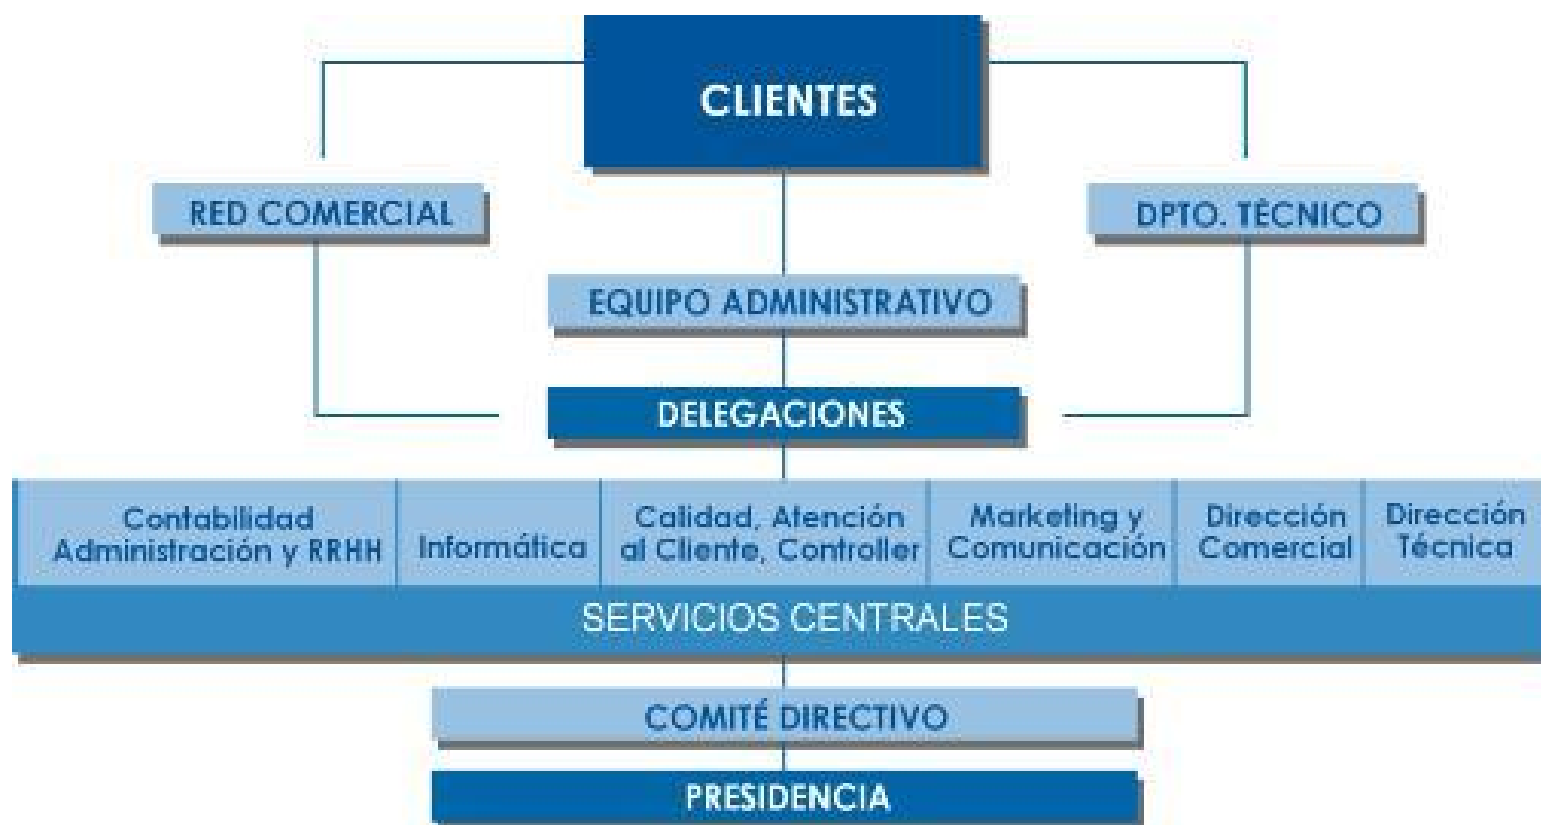 CLIENTES
RED COMERCIAL
DPTO. TÉCNICO
EQUIPO ADMINISTRATIVO
DELEGACIONES
Contabilidad
Administración y RRHH
Informática
Calidad, Atención
al Cliente, Controller
Marketing y
Comunicación
Dirección
Comercial
Dirección
Técnica
SERVICIOS CENTRALES
COMITÉ DIRECTIVO
PRESIDENCIA